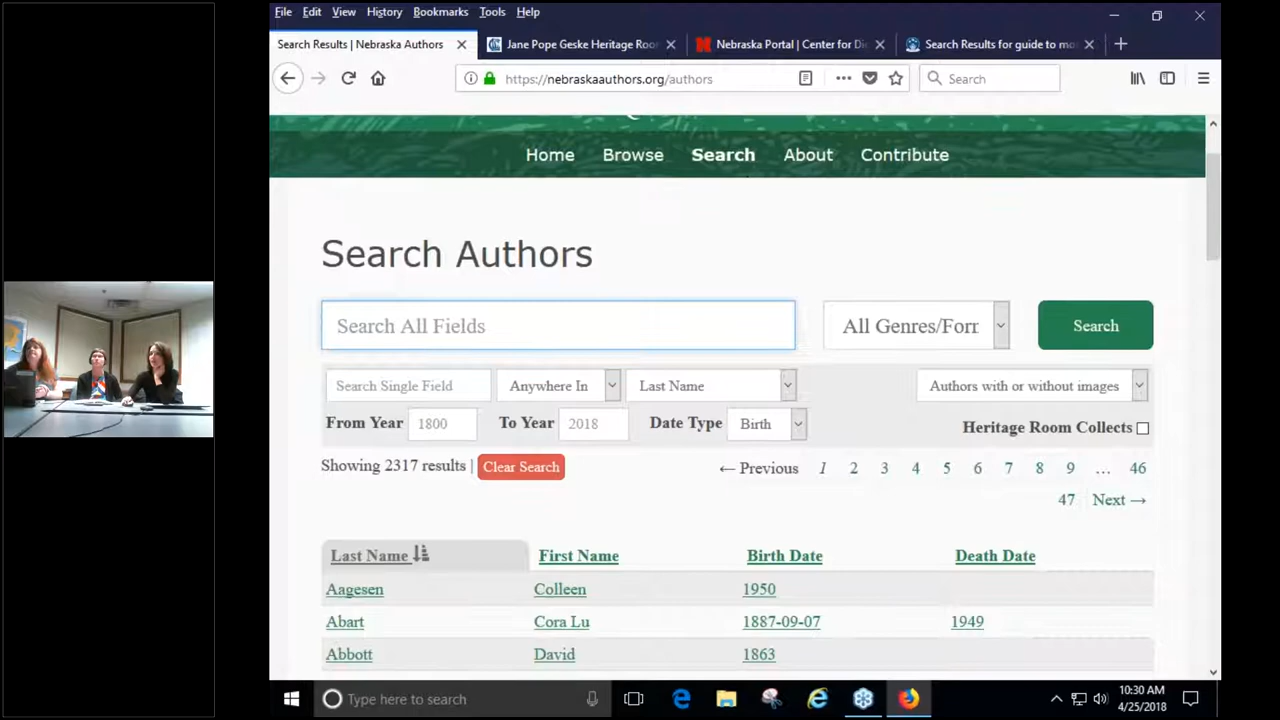 File Edit View History Bookmarks Tools Help
Search Results | Nebraska Authors
Jane Pope Geske Heritage Roor
Nebraska Portal | Center for Di
Search Results for guide to mo
https://nebraskaauthors.org/authors
Search
Home Browse Search About Contribute
Search Authors
Search All Fields
All Genres/Forr
Search
Search Single Field
Anywhere In
Last Name
Authors with or without images
From Year 1800 To Year 2018 Date Type Birth
Heritage Room Collects
Showing 2317 results | Clear Search
← Previous 1 2 3 4 5 6 7 8 9 ... 46
47 Next →
Last Name First Name Birth Date Death Date
Aagesen Colleen 1950
Abart Cora Lu 1887-09-07 1949
Abbott David 1863
Type here to search
10:30 AM
4/25/2018